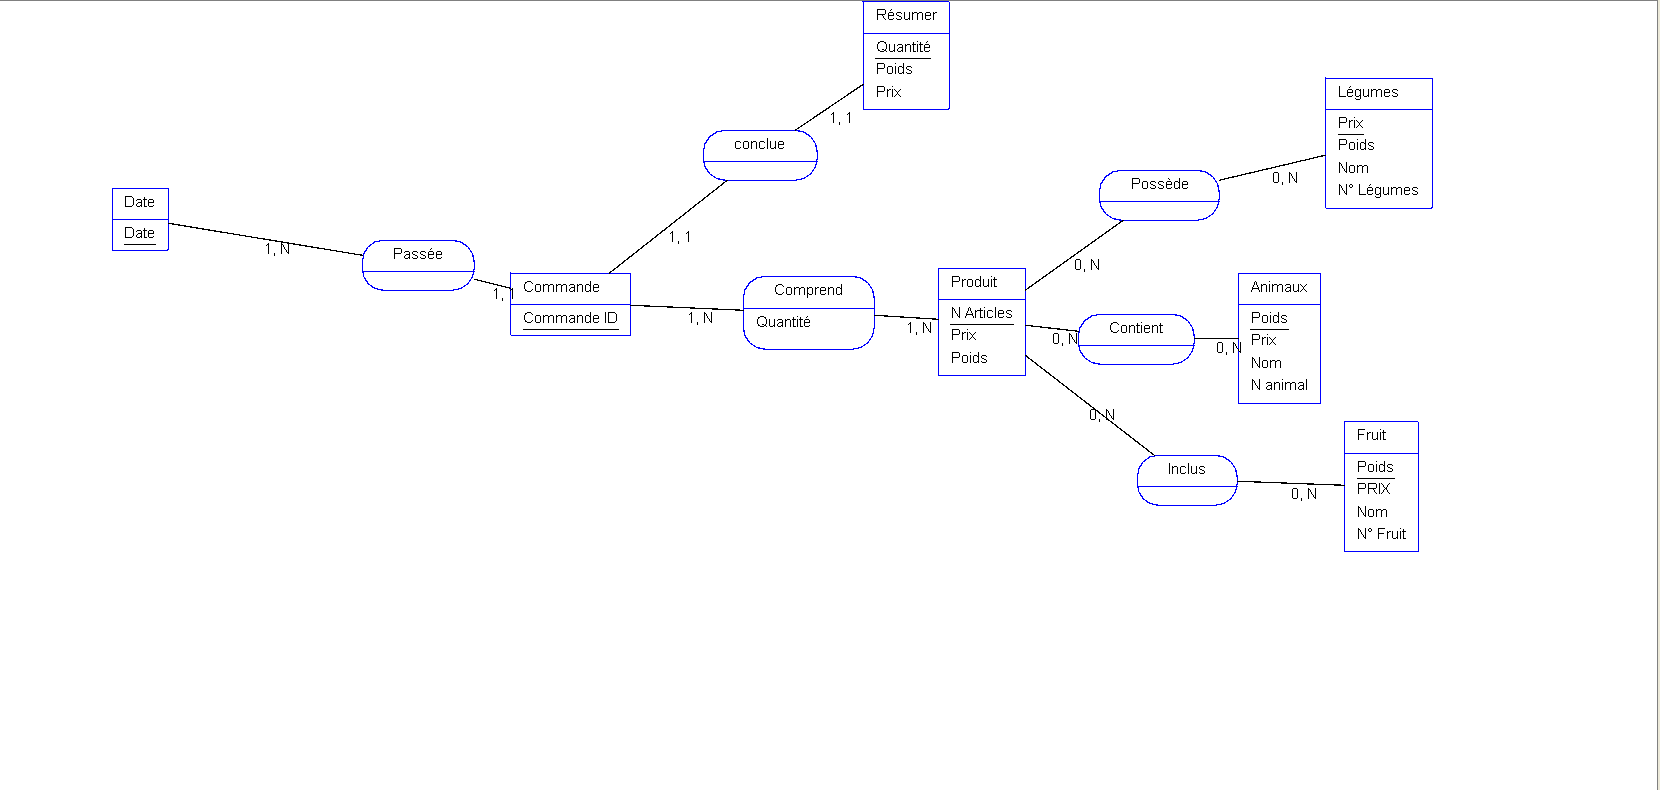 Résumer
Quantité
Poids
Prix
1, 1
conclue
1, 1
Légumes
Prix
Poids
Nom
N° Légumes
Possède
0, N
0, N
Date
Date
1, N
Passée
1, 1
Commande
Commande ID
1, N
Comprend
Quantité
1, N
Produit
N Articles
Prix
Poids
0, N
Contient
0, N
Animaux
Poids
Prix
Nom
N animal
0, N
Inclus
0, N
Fruit
Poids
PRIX
Nom
N° Fruit